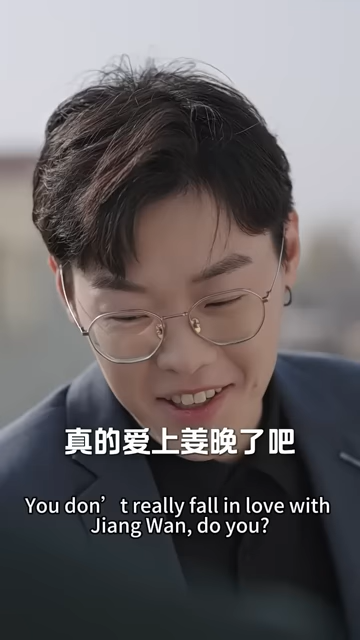 真的爱上姜晚了吧
You don't really fall in love with
Jiang Wan, do you?